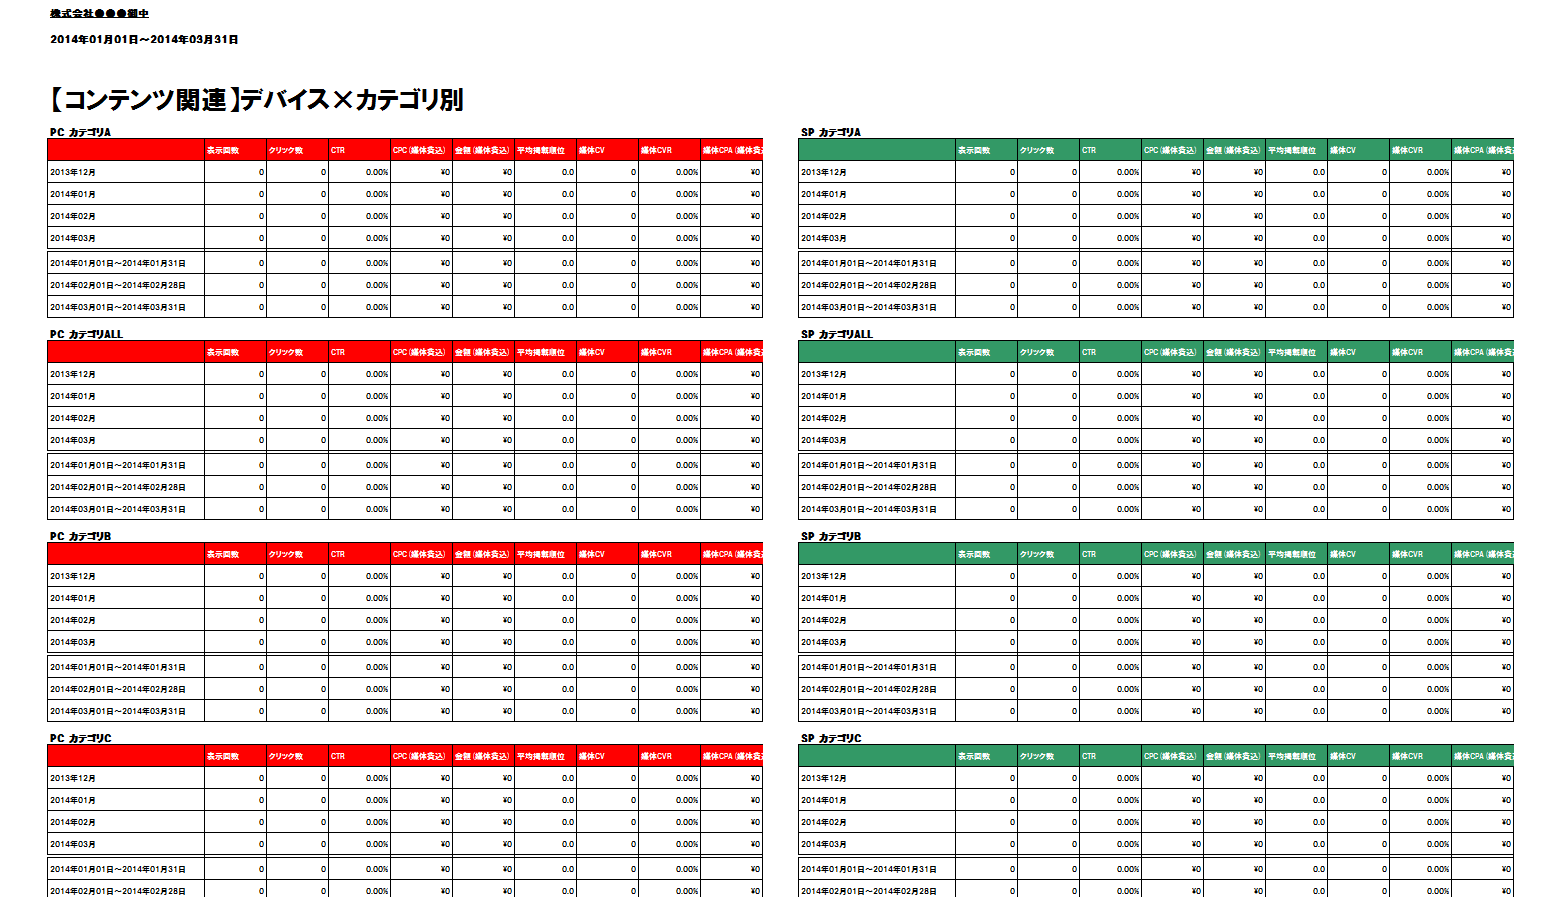 株式会社●●●御中
2014年01月01日～2014年03月31日
【コンテンツ関連】デバイス×カテゴリ別
PC カテゴリA
表示回数 クリック数 CTR CPC(媒体費込) 金額(媒体費込) 平均掲載順位 媒体CV 媒体CVR 媒体CPA(媒体費込
2013年12月 0 0 0.00% ¥0 ¥0 0.0 0 0.00% ¥0
2014年01月 0 0 0.00% ¥0 ¥0 0.0 0 0.00% ¥0
2014年02月 0 0 0.00% ¥0 ¥0 0.0 0 0.00% ¥0
2014年03月 0 0 0.00% ¥0 ¥0 0.0 0 0.00% ¥0
2014年01月01日～2014年01月31日 0 0 0.00% ¥0 ¥0 0.0 0 0.00% ¥0
2014年02月01日～2014年02月28日 0 0 0.00% ¥0 ¥0 0.0 0 0.00% ¥0
2014年03月01日～2014年03月31日 0 0 0.00% ¥0 ¥0 0.0 0 0.00% ¥0
SP カテゴリA
表示回数 クリック数 CTR CPC(媒体費込) 金額(媒体費込) 平均掲載順位 媒体CV 媒体CVR 媒体CPA(媒体費込
2013年12月 0 0 0.00% ¥0 ¥0 0.0 0 0.00% ¥0
2014年01月 0 0 0.00% ¥0 ¥0 0.0 0 0.00% ¥0
2014年02月 0 0 0.00% ¥0 ¥0 0.0 0 0.00% ¥0
2014年03月 0 0 0.00% ¥0 ¥0 0.0 0 0.00% ¥0
2014年01月01日～2014年01月31日 0 0 0.00% ¥0 ¥0 0.0 0 0.00% ¥0
2014年02月01日～2014年02月28日 0 0 0.00% ¥0 ¥0 0.0 0 0.00% ¥0
2014年03月01日～2014年03月31日 0 0 0.00% ¥0 ¥0 0.0 0 0.00% ¥0
PC カテゴリALL
表示回数 クリック数 CTR CPC(媒体費込) 金額(媒体費込) 平均掲載順位 媒体CV 媒体CVR 媒体CPA(媒体費込
2013年12月 0 0 0.00% ¥0 ¥0 0.0 0 0.00% ¥0
2014年01月 0 0 0.00% ¥0 ¥0 0.0 0 0.00% ¥0
2014年02月 0 0 0.00% ¥0 ¥0 0.0 0 0.00% ¥0
2014年03月 0 0 0.00% ¥0 ¥0 0.0 0 0.00% ¥0
2014年01月01日～2014年01月31日 0 0 0.00% ¥0 ¥0 0.0 0 0.00% ¥0
2014年02月01日～2014年02月28日 0 0 0.00% ¥0 ¥0 0.0 0 0.00% ¥0
2014年03月01日～2014年03月31日 0 0 0.00% ¥0 ¥0 0.0 0 0.00% ¥0
SP カテゴリALL
表示回数 クリック数 CTR CPC(媒体費込) 金額(媒体費込) 平均掲載順位 媒体CV 媒体CVR 媒体CPA(媒体費込
2013年12月 0 0 0.00% ¥0 ¥0 0.0 0 0.00% ¥0
2014年01月 0 0 0.00% ¥0 ¥0 0.0 0 0.00% ¥0
2014年02月 0 0 0.00% ¥0 ¥0 0.0 0 0.00% ¥0
2014年03月 0 0 0.00% ¥0 ¥0 0.0 0 0.00% ¥0
2014年01月01日～2014年01月31日 0 0 0.00% ¥0 ¥0 0.0 0 0.00% ¥0
2014年02月01日～2014年02月28日 0 0 0.00% ¥0 ¥0 0.0 0 0.00% ¥0
2014年03月01日～2014年03月31日 0 0 0.00% ¥0 ¥0 0.0 0 0.00% ¥0
PC カテゴリB
表示回数 クリック数 CTR CPC(媒体費込) 金額(媒体費込) 平均掲載順位 媒体CV 媒体CVR 媒体CPA(媒体費込
2013年12月 0 0 0.00% ¥0 ¥0 0.0 0 0.00% ¥0
2014年01月 0 0 0.00% ¥0 ¥0 0.0 0 0.00% ¥0
2014年02月 0 0 0.00% ¥0 ¥0 0.0 0 0.00% ¥0
2014年03月 0 0 0.00% ¥0 ¥0 0.0 0 0.00% ¥0
2014年01月01日～2014年01月31日 0 0 0.00% ¥0 ¥0 0.0 0 0.00% ¥0
2014年02月01日～2014年02月28日 0 0 0.00% ¥0 ¥0 0.0 0 0.00% ¥0
2014年03月01日～2014年03月31日 0 0 0.00% ¥0 ¥0 0.0 0 0.00% ¥0
SP カテゴリB
表示回数 クリック数 CTR CPC(媒体費込) 金額(媒体費込) 平均掲載順位 媒体CV 媒体CVR 媒体CPA(媒体費込
2013年12月 0 0 0.00% ¥0 ¥0 0.0 0 0.00% ¥0
2014年01月 0 0 0.00% ¥0 ¥0 0.0 0 0.00% ¥0
2014年02月 0 0 0.00% ¥0 ¥0 0.0 0 0.00% ¥0
2014年03月 0 0 0.00% ¥0 ¥0 0.0 0 0.00% ¥0
2014年01月01日～2014年01月31日 0 0 0.00% ¥0 ¥0 0.0 0 0.00% ¥0
2014年02月01日～2014年02月28日 0 0 0.00% ¥0 ¥0 0.0 0 0.00% ¥0
2014年03月01日～2014年03月31日 0 0 0.00% ¥0 ¥0 0.0 0 0.00% ¥0
PC カテゴリC
表示回数 クリック数 CTR CPC(媒体費込) 金額(媒体費込) 平均掲載順位 媒体CV 媒体CVR 媒体CPA(媒体費込
2013年12月 0 0 0.00% ¥0 ¥0 0.0 0 0.00% ¥0
2014年01月 0 0 0.00% ¥0 ¥0 0.0 0 0.00% ¥0
2014年02月 0 0 0.00% ¥0 ¥0 0.0 0 0.00% ¥0
2014年03月 0 0 0.00% ¥0 ¥0 0.0 0 0.00% ¥0
2014年01月01日～2014年01月31日 0 0 0.00% ¥0 ¥0 0.0 0 0.00% ¥0
2014年02月01日～2014年02月28日 0 0 0.00% ¥0 ¥0 0.0 0 0.00% ¥0
SP カテゴリC
表示回数 クリック数 CTR CPC(媒体費込) 金額(媒体費込) 平均掲載順位 媒体CV 媒体CVR 媒体CPA(媒体費込
2013年12月 0 0 0.00% ¥0 ¥0 0.0 0 0.00% ¥0
2014年01月 0 0 0.00% ¥0 ¥0 0.0 0 0.00% ¥0
2014年02月 0 0 0.00% ¥0 ¥0 0.0 0 0.00% ¥0
2014年03月 0 0 0.00% ¥0 ¥0 0.0 0 0.00% ¥0
2014年01月01日～2014年01月31日 0 0 0.00% ¥0 ¥0 0.0 0 0.00% ¥0
2014年02月01日～2014年02月28日 0 0 0.00% ¥0 ¥0 0.0 0 0.00% ¥0